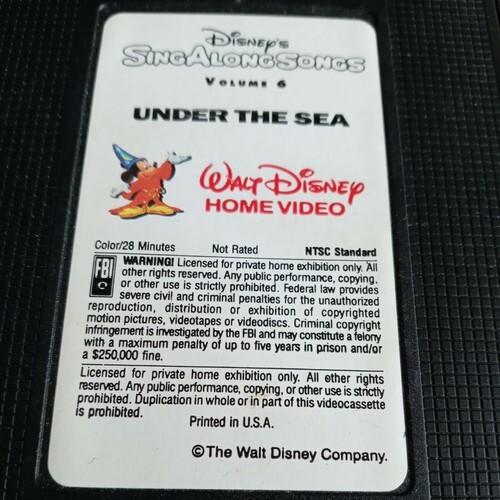 DISNEY'S
SING ALONG SONGS
VOLUME 6
UNDER THE SEA
WALT DISNEY
HOME VIDEO
Color/28 Minutes Not Rated NTSC Standard
FBI WARNING! Licensed for private home exhibition only. All
other rights reserved. Any public performance, copying,
or other use is strictly prohibited. Federal law provides
severe civil and criminal penalties for the unauthorized
reproduction, distribution or exhibition of copyrighted
motion pictures, videotapes or videodiscs. Criminal copyright
infringement is investigated by the FBI and may constitute a felony
with a maximum penalty of up to five years in prison and/or
a $250,000 fine.
Licensed for private home exhibition only. All other rights
reserved. Any public performance, copying, or other use is strictly
prohibited. Duplication in whole or in part of this videocassette
is prohibited.
Printed in U.S.A.
© The Walt Disney Company.